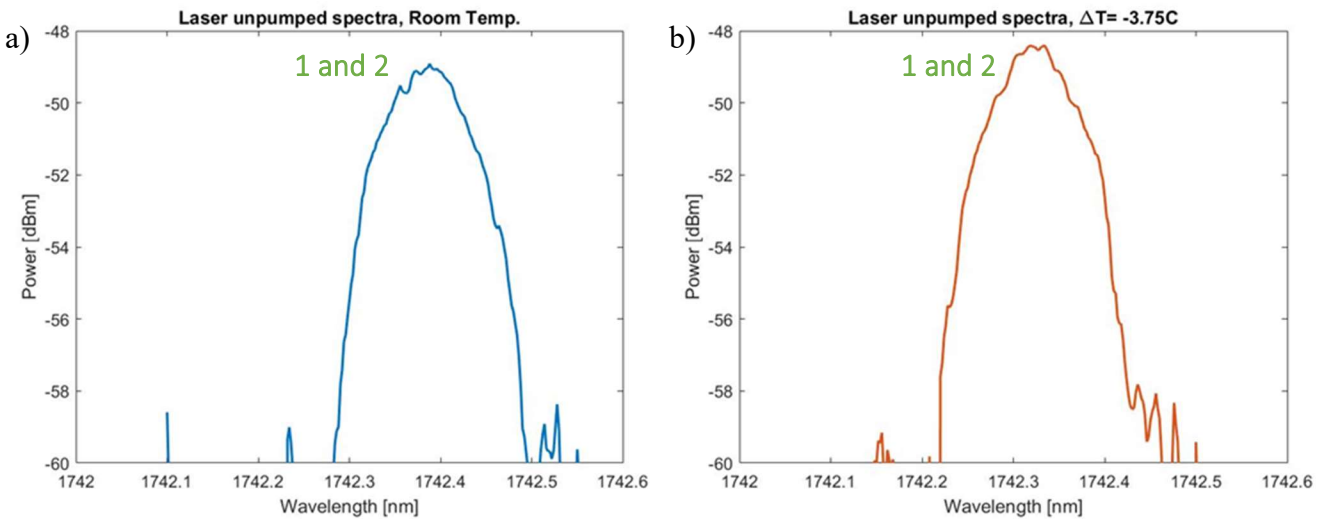 a)
Laser unpumped spectra, Room Temp.
1 and 2
-48
-50
-52
-54
-56
-58
-60
Power [dBm]
1742
1742.1
1742.2
1742.3
1742.4
1742.5
1742.6
Wavelength [nm]
b)
Laser unpumped spectra, ΔT= -3.75C
1 and 2
-48
-50
-52
-54
-56
-58
-60
Power [dBm]
1742
1742.1
1742.2
1742.3
1742.4
1742.5
1742.6
Wavelength [nm]